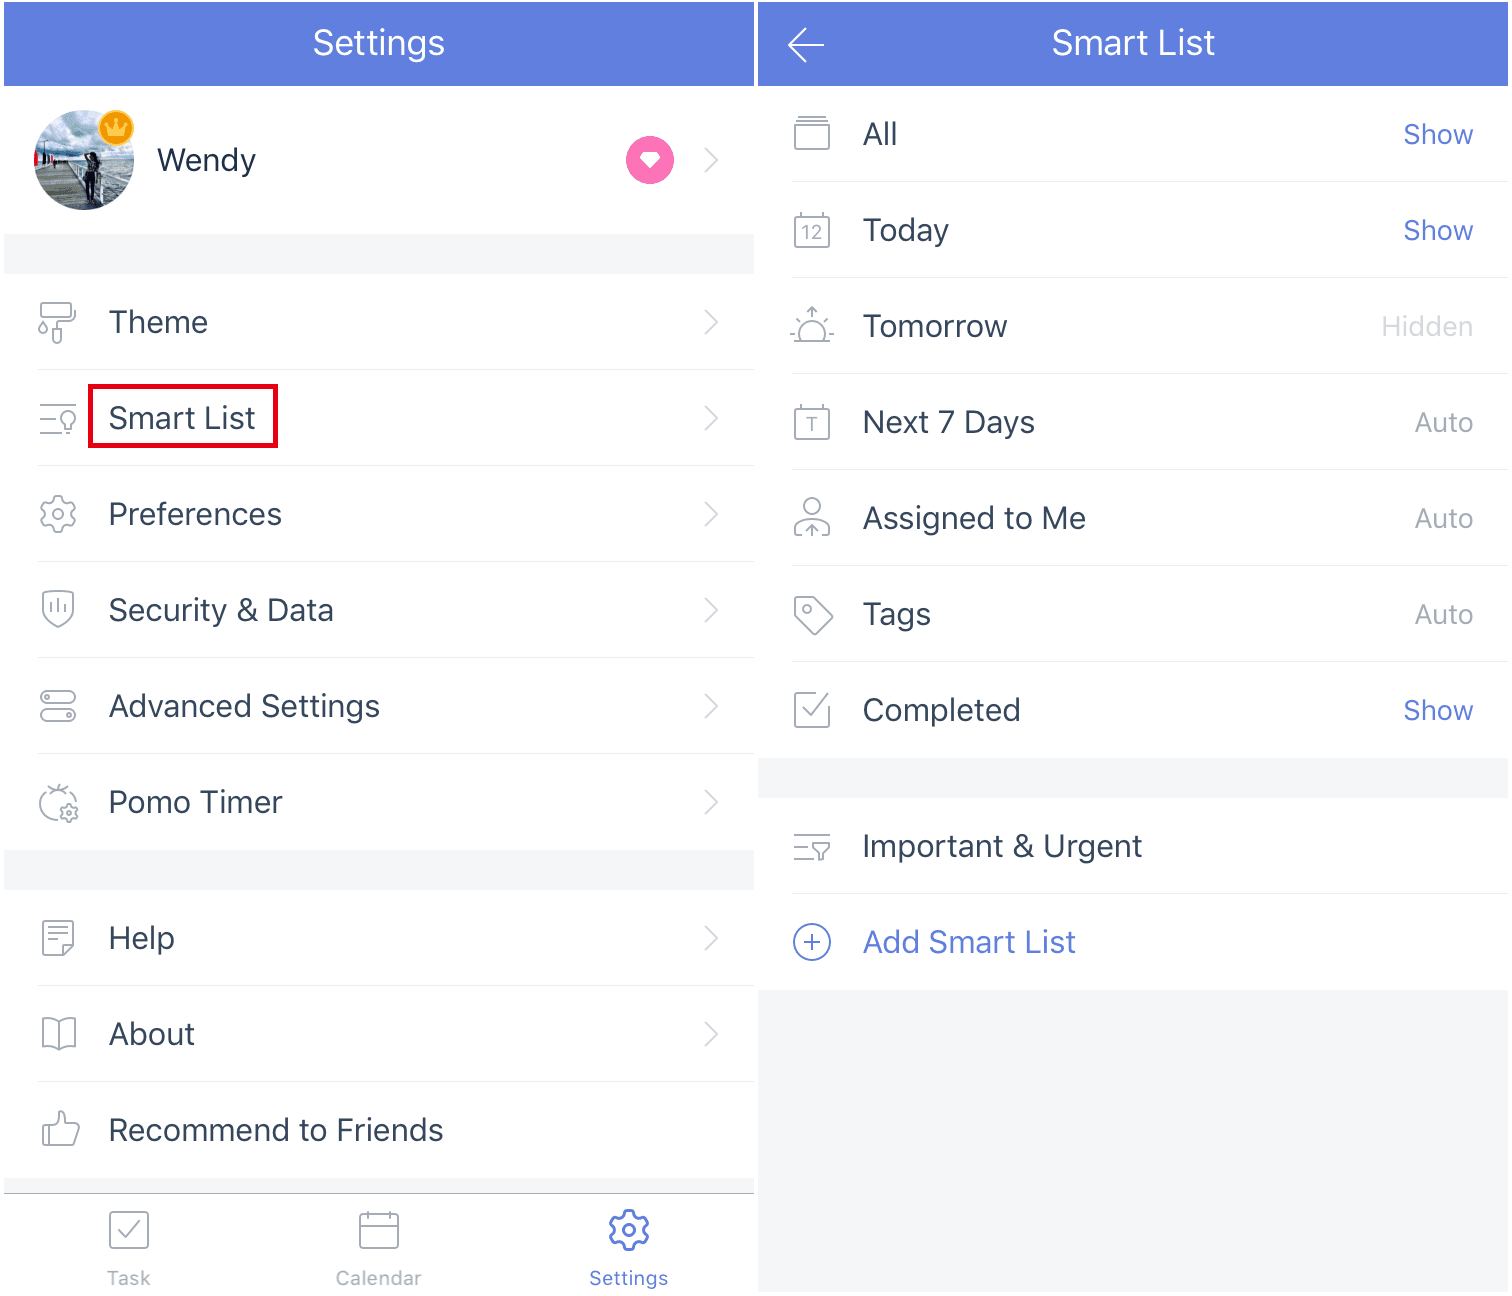 Settings
Wendy
Theme
Smart List
Preferences
Security & Data
Advanced Settings
Pomo Timer
Help
About
Recommend to Friends
Task
Calendar
Settings
Smart List
All
Show
12
Today
Show
Tomorrow
Hidden
T
Next 7 Days
Auto
Assigned to Me
Auto
Tags
Auto
Completed
Show
Important & Urgent
Add Smart List